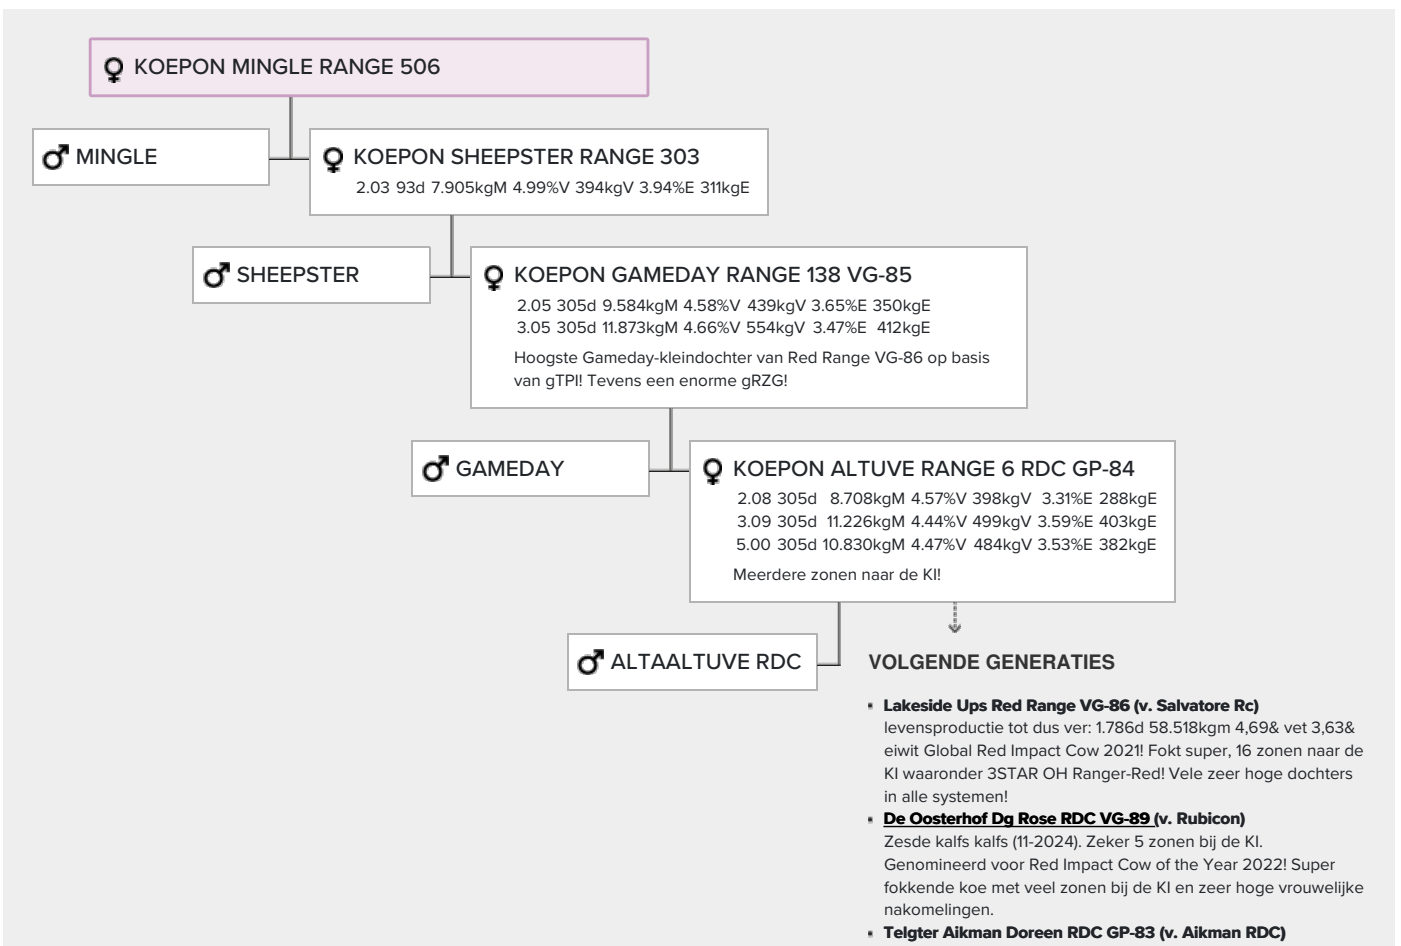 KOEPON MINGLE RANGE 506
MINGLE
KOEPON SHEEPSTER RANGE 303
2.03 93d 7.905kgM 4.99%V 394kgV 3.94%E 311kgE
SHEEPSTER
KOEPON GAMEDAY RANGE 138 VG-85
2.05 305d 9.584kgM 4.58%V 439kgV 3.65%E 350kgE
3.05 305d 11.873kgM 4.66%V 554kgV 3.47%E 412kgE
Hoogste Gameday-kleindochter van Red Range VG-86 op basis
van gTPI! Tevens een enorme gRZG!
GAMEDAY
KOEPON ALTUVE RANGE 6 RDC GP-84
2.08 305d 8.708kgM 4.57%V 398kgV 3.31%E 288kgE
3.09 305d 11.226kgM 4.44%V 499kgV 3.59%E 403kgE
5.00 305d 10.830kgM 4.47%V 484kgV 3.53%E 382kgE
Meerdere zonen naar de KI!
ALTAALTUVE RDC
VOLGENDE GENERATIES
Lakeside Ups Red Range VG-86 (v. Salvatore Rc)
levensproductie tot dus ver: 1.786d 58.518kgm 4,69& vet 3,63&
eiwit Global Red Impact Cow 2021! Fokt super, 16 zonen naar de
KI waaronder 3STAR OH Ranger-Red! Vele zeer hoge dochters
in alle systemen!
De Oosterhof Dg Rose RDC VG-89 (v. Rubicon)
Zesde kalfs kalfs (11-2024). Zeker 5 zonen bij de KI.
Genomineerd voor Red Impact Cow of the Year 2022! Super
fokkende koe met veel zonen bij de KI en zeer hoge vrouwelijke
nakomelingen.
Telgter Aikman Doreen RDC GP-83 (v. Aikman RDC)